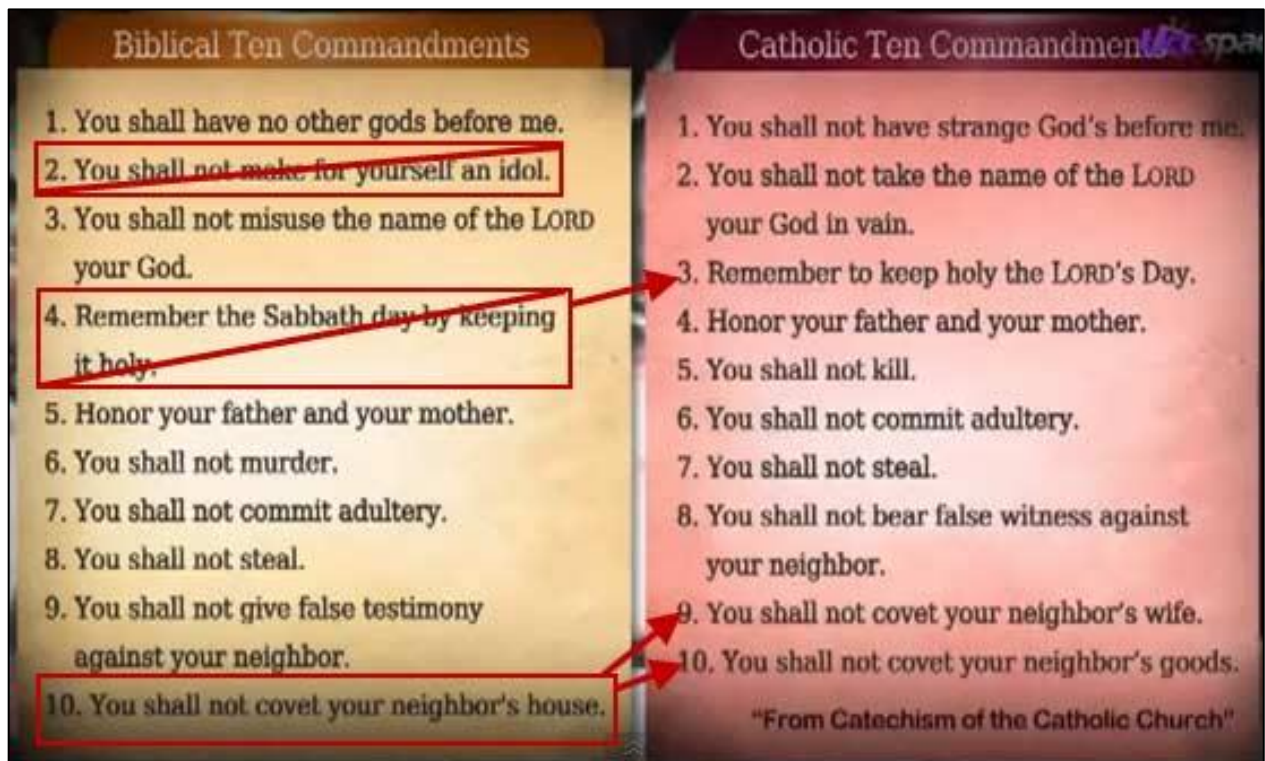 Biblical Ten Commandments
1. You shall have no other gods before me.
2. You shall not make for yourself an idol.
3. You shall not misuse the name of the LORD
your God.
4. Remember the Sabbath day by keeping
it holy.
5. Honor your father and your mother.
6. You shall not murder.
7. You shall not commit adultery.
8. You shall not steal.
9. You shall not give false testimony
against your neighbor.
10. You shall not covet your neighbor's house.
Catholic Ten
1. You shall not have strange God's before me.
2. You shall not take the name of the LORD
your God in vain.
3. Remember to keep holy the LORD's Day.
4. Honor your father and your mother.
5. You shall not kill.
6. You shall not commit adultery.
7. You shall not steal.
8. You shall not bear false witness against
your neighbor.
9. You shall not covet your neighbor's wife.
10. You shall not covet your neighbor's goods.
"From Catechism of the Catholic Church"